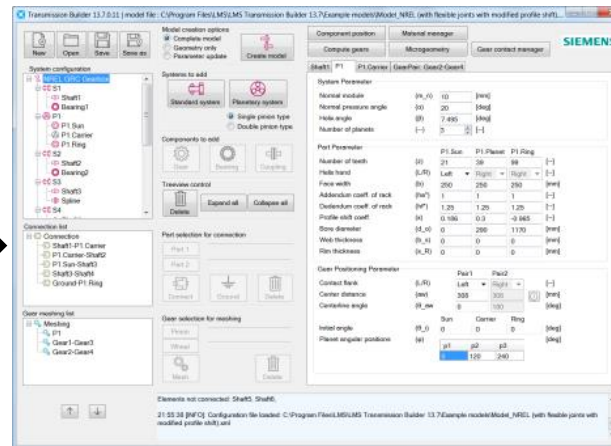 Transmission Builder 13.7.0.11 | model file : C:\Program Files\LMS\LMS Transmission Builder 13.7\Example models\Model_NREL (with flexible joints with modified profile shift)...
New
Open
Save
Save as
System configuration
NREL GRC Gearbox
S1
Shaft1
Bearing1
P1
P1.Sun
P1.Carrier
P1.Ring
S2
Shaft2
Bearing2
S3
Shaft3
Spline
S4
Connection list
Connection
Shaft1-P1.Carrier
P1.Carrier-Shaft2
P1.Sun-Shaft3
Shaft3-Shaft4
Ground-P1.Ring
Gear meshing list
Meshing
P1
Gear1-Gear3
Gear2-Gear4
Model creation options
Complete model
Geometry only
Parameter update
Create model
Systems to add
Standard system
Planetary system
Single pinion type
Double pinion type
Components to add
Gear
Bearing
Coupling
Treeview control
Delete
Expand all
Collapse all
Part selection for connection
Part 1
Part 2
Connect
Ground
Delete
Gear selection for meshing
Pinion
Wheel
Mesh
Delete
Component position
Material manager
Compute gears
Microgeometry
Gear contact manager
SIEMENS
Shaft1 P1 P1.Carrier GearPair: Gear2-Gear4
System Parameter
Normal module (m_n) 10 [mm]
Normal pressure angle (α) 20 [deg]
Helix angle (β) 7.495 [deg]
Number of planets [--] 3 [--]
Part Parameter
P1.Sun P1.Planet P1.Ring
Number of teeth (z) 21 39 99 [--]
Helix hand (L/R) Left Right Right [--]
Face width (b) 250 250 250 [mm]
Addendum coeff. of rack (ha*) 1 1 1 [--]
Dedendum coeff. of rack (hf*) 1.25 1.25 1.25 [--]
Profile shift coeff. (x) 0.186 0.3 -0.965 [--]
Bore diameter (d_o) 0 280 1170 [mm]
Web thickness (b_s) 0 0 0 [mm]
Rim thickness (s_R) 0 0 0 [mm]
Gear Positioning Parameter
Pair1 Pair2
Contact flank (L/R) Left Right [--]
Center distance (aw) 308 308 [mm]
Centerline angle (θ_aw 0 180 [deg]
Sun Carrier Ring
Initial angle (θ_i) 0 0 0 [deg]
Planet angular positions (φ) p1 p2 p3 [deg]
120 240
Elements not connected: Shaft5, Shaft6,
21:55:38 [INFO]: Configuration file loaded: C:\Program Files\LMS\LMS Transmission Builder 13.7\Example models\Model_NREL (with flexible joints with
modified profile shift).xml